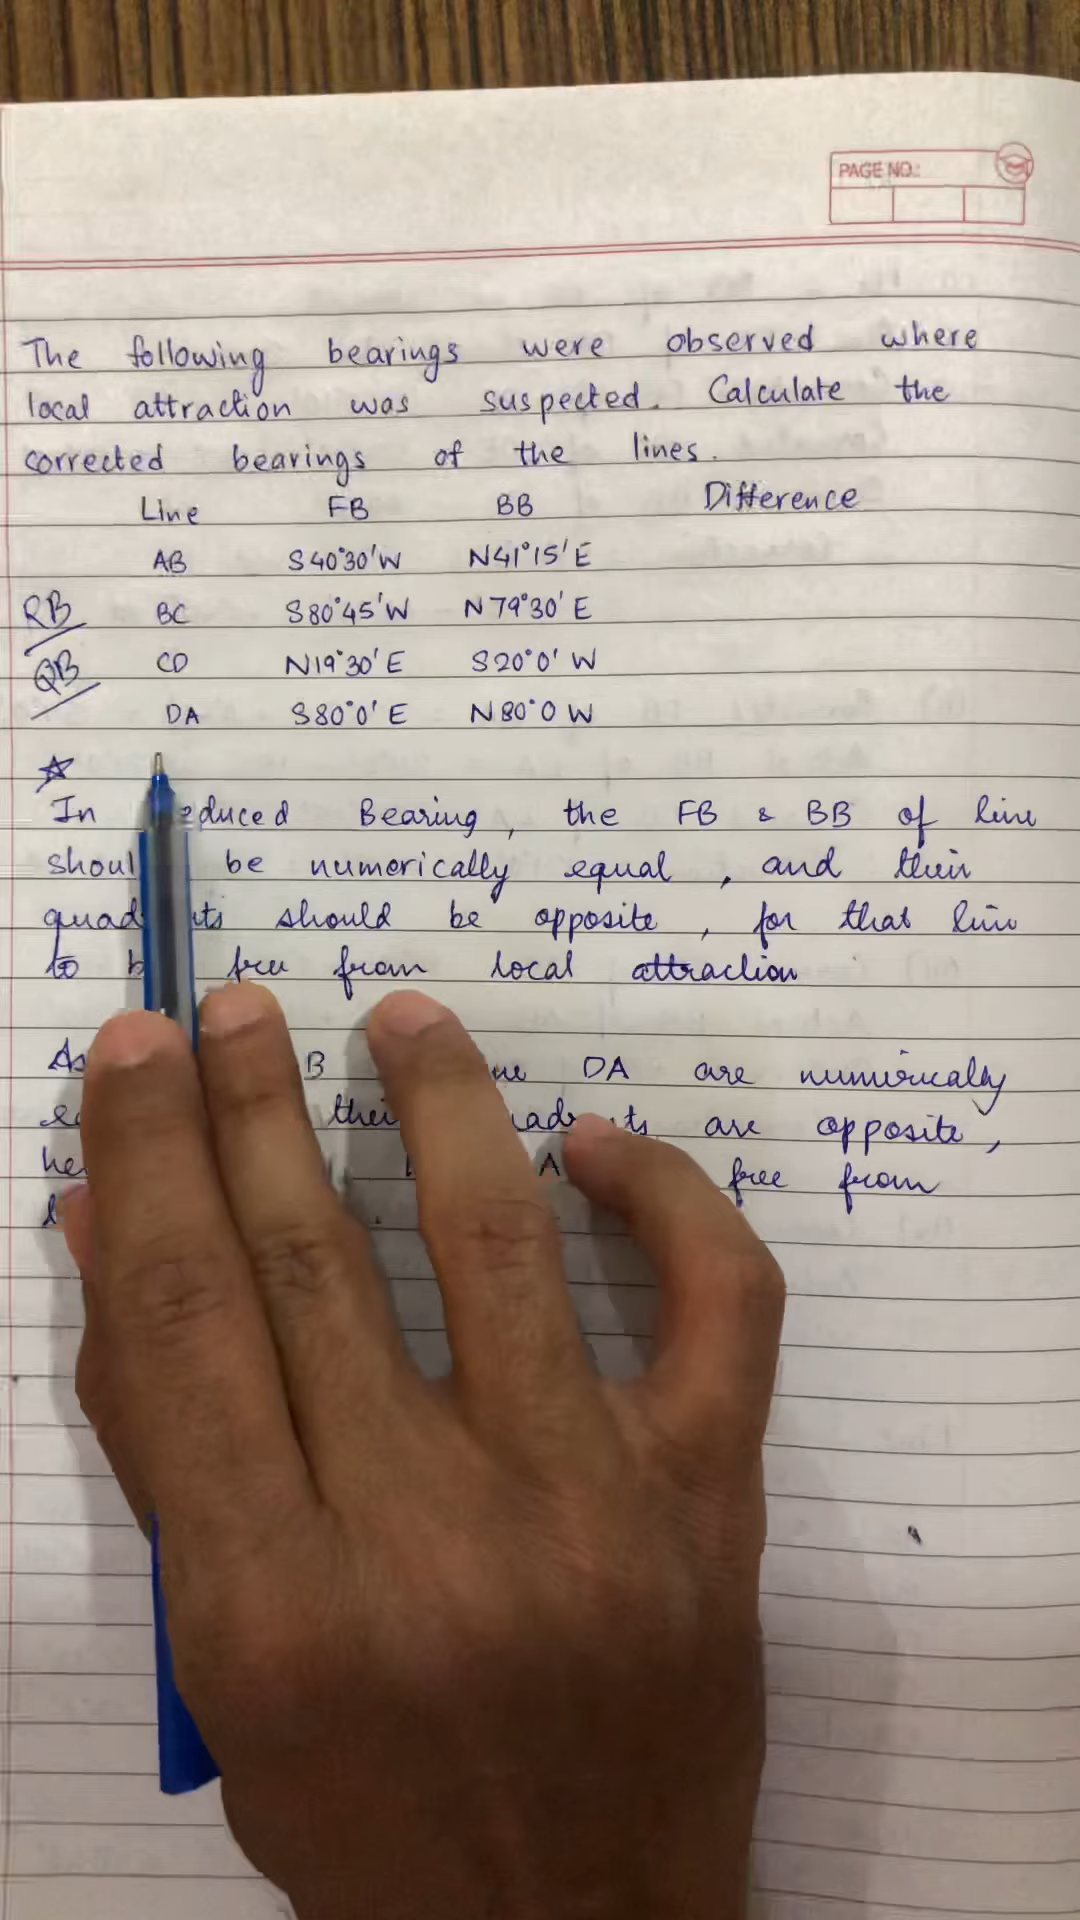 PAGE NO.:
The following bearings were observed where
local attraction was suspected. Calculate the
corrected bearings of the lines.
Line FB BB Difference
AB S40°30'W N41°15'E
RB BC S80°45'W N79°30'E
QB CD N19°30'E S20°0'W
DA S80°0'E N80°0 W
In educed Bearing, the FB & BB of line
shoul be numerically equal, and their
quad ts should be opposite, for that line
to b free from local attraction
As B ne DA are numerically
their ad ts are opposite,
he A free from